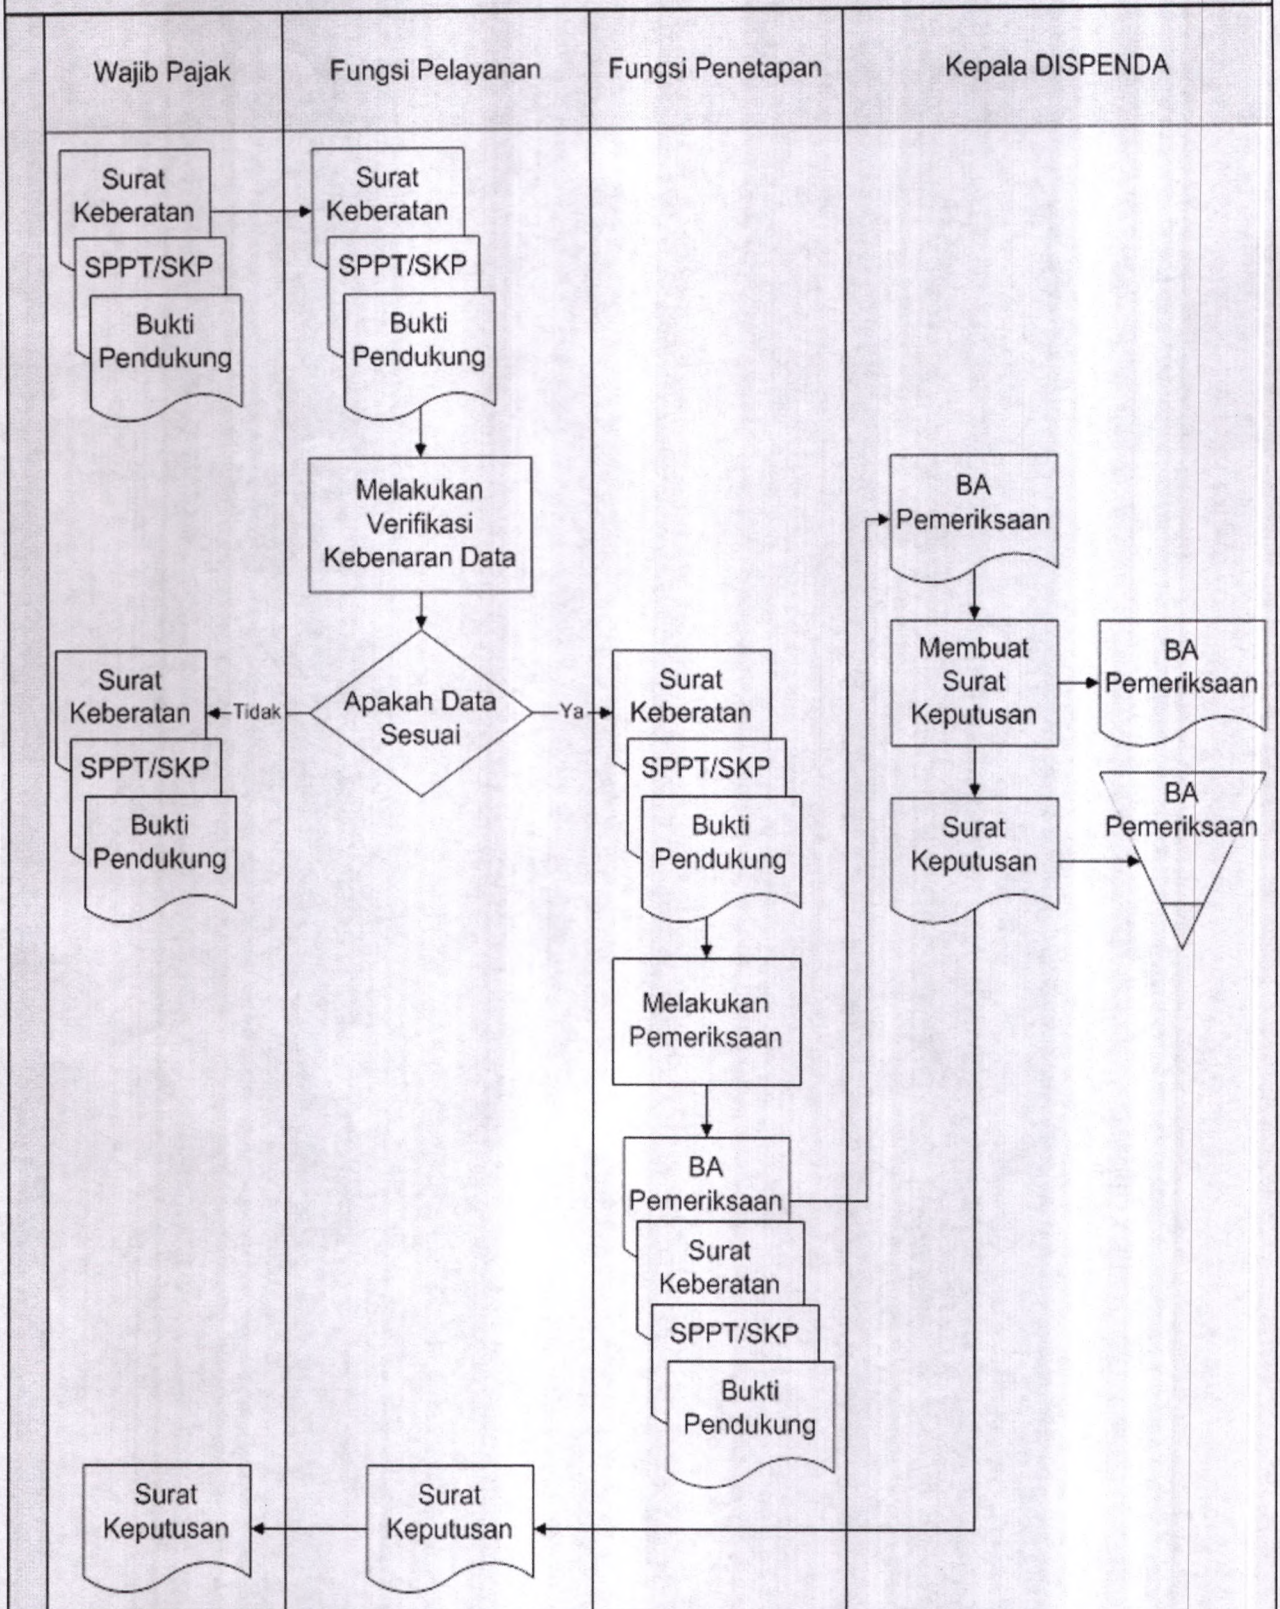 Wajib Pajak
Fungsi Pelayanan
Fungsi Penetapan
Kepala DISPENDA
Surat
Keberatan
SPPT/SKP
Bukti
Pendukung
Surat
Keberatan
SPPT/SKP
Bukti
Pendukung
Melakukan
Verifikasi
Kebenaran Data
Apakah Data
Sesuai
Tidak
Ya
Surat
Keberatan
SPPT/SKP
Bukti
Pendukung
Surat
Keberatan
SPPT/SKP
Bukti
Pendukung
Melakukan
Pemeriksaan
BA
Pemeriksaan
Surat
Keberatan
SPPT/SKP
Bukti
Pendukung
BA
Pemeriksaan
Membuat
Surat
Keputusan
BA
Pemeriksaan
Surat
Keputusan
BA
Pemeriksaan
Surat
Keputusan
Surat
Keputusan